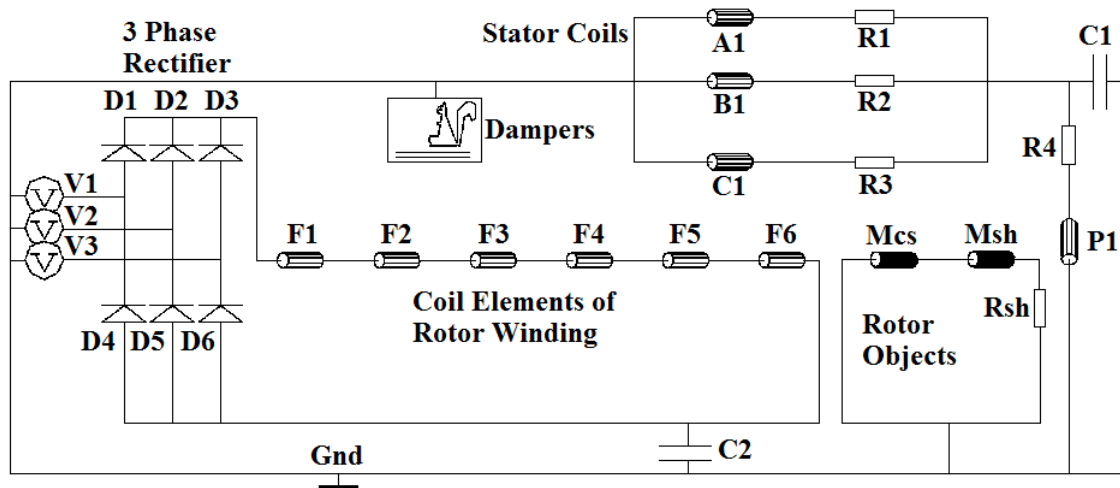 3 Phase
Rectifier
D1 D2 D3
Stator Coils
A1
R1
C1
B1
R2
Dampers
C1
R3
R4
V
V1
V
V2
V
V3
F1 F2 F3 F4 F5 F6
Mcs
Msh
P1
Coil Elements of
Rotor Winding
Rsh
Rotor
Objects
D4 D5 D6
Gnd
C2